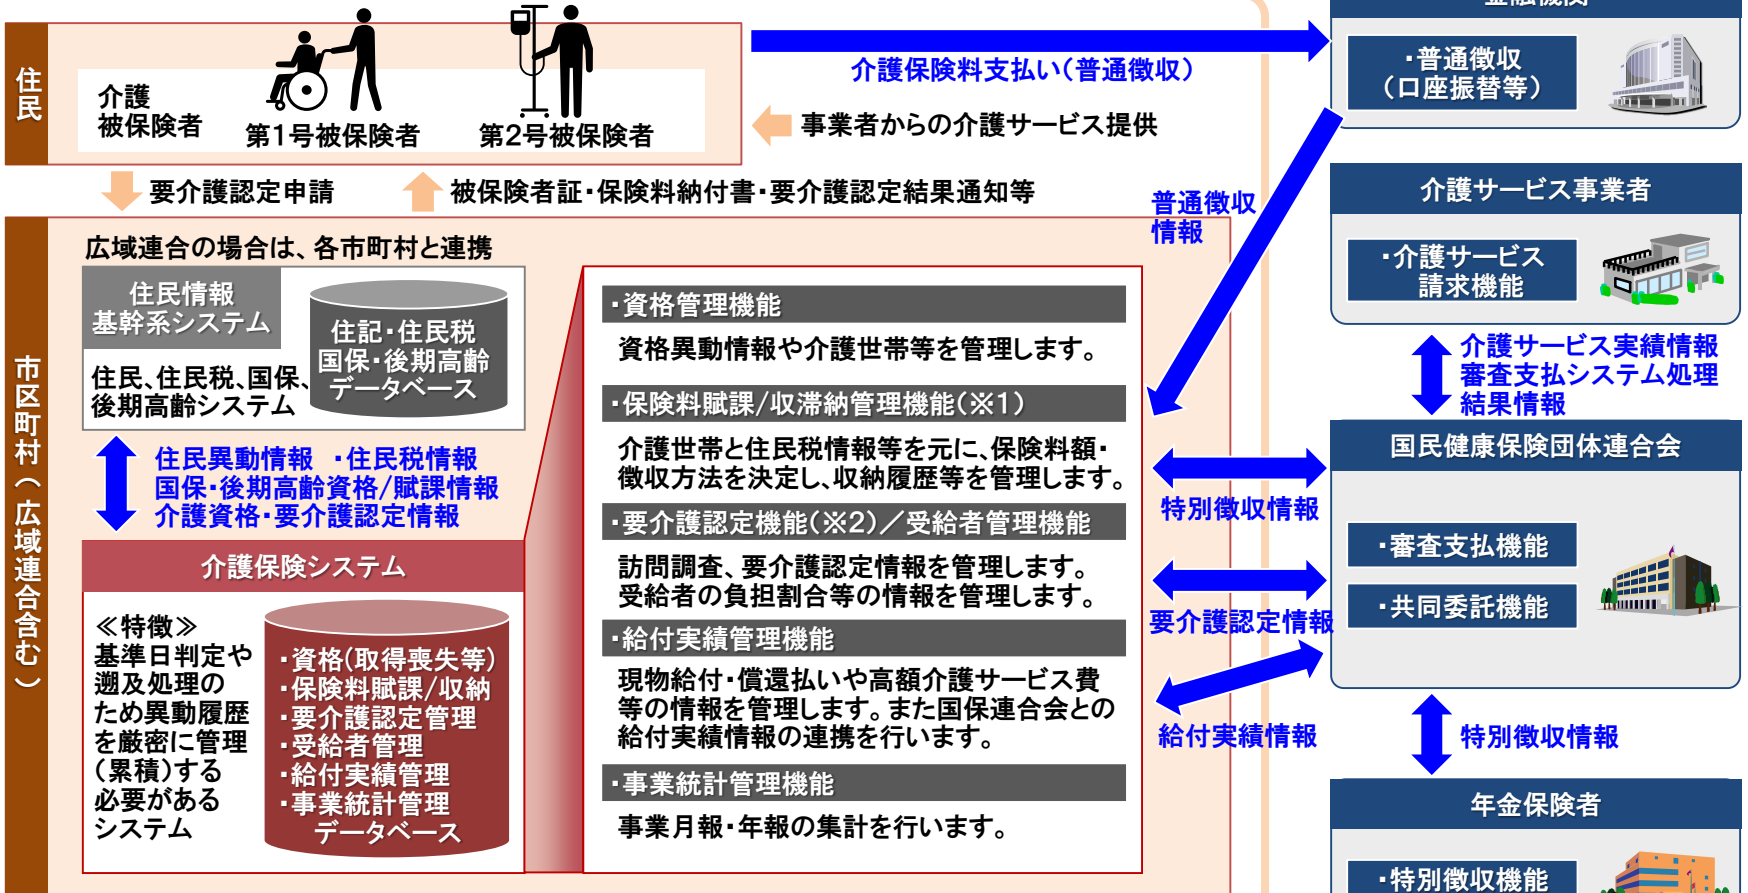 金融機関
・普通徴収
（口座振替等）
住民
介護
被保険者
第1号被保険者
第2号被保険者
介護保険料支払い（普通徴収）
事業者からの介護サービス提供
要介護認定申請
被保険者証・保険料納付書・要介護認定結果通知等
普通徴収
情報
介護サービス事業者
・介護サービス
請求機能
介護サービス実績情報
審査支払システム処理
結果情報
市区町村（広域連合含む）
広域連合の場合は、各市町村と連携
住民情報
基幹系システム
住民、住民税、国保、
後期高齢システム
住記・住民税
国保・後期高齢
データベース
住民異動情報　・住民税情報
国保・後期高齢資格/賦課情報
介護資格・要介護認定情報
介護保険システム
≪特徴≫
基準日判定や
遡及処理の
ため異動履歴
を厳密に管理
（累積）する
必要がある
システム
・資格(取得喪失等)
・保険料賦課/収納
・要介護認定管理
・受給者管理
・給付実績管理
・事業統計管理
データベース
・資格管理機能
資格異動情報や介護世帯等を管理します。
・保険料賦課/収滞納管理機能(※1)
介護世帯と住民税情報等を元に、保険料額・
徴収方法を決定し、収納履歴等を管理します。
・要介護認定機能(※2)／受給者管理機能
訪問調査、要介護認定情報を管理します。
受給者の負担割合等の情報を管理します。
・給付実績管理機能
現物給付・償還払いや高額介護サービス費
等の情報を管理します。また国保連合会との
給付実績情報の連携を行います。
・事業統計管理機能
事業月報・年報の集計を行います。
特別徴収情報
要介護認定情報
給付実績情報
国民健康保険団体連合会
・審査支払機能
・共同委託機能
特別徴収情報
年金保険者
・特別徴収機能